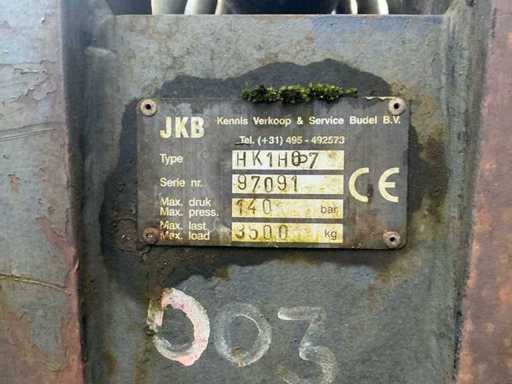 JKB Kennis Verkoop & Service Budel B.V.
Tel. (+31) 495 - 492573
Type
Serie nr. 97091
Max. druk
Max. press. 140 bar
Max. last
Max. load 3500 kg
CE
003